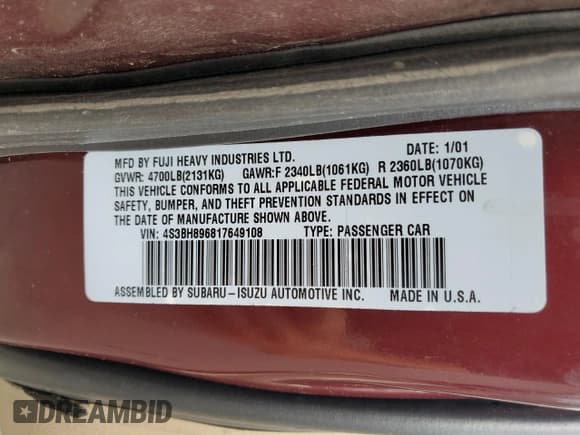 MFD BY FUJI HEAVY INDUSTRIES LTD. DATE: 1/01
GVWR: 4700LB(2131KG) GAWR:F 2340LB(1061KG) R 2360LB(1070KG)
THIS VEHICLE CONFORMS TO ALL APPLICABLE FEDERAL MOTOR VEHICLE
SAFETY, BUMPER, AND THEFT PREVENTION STANDARDS IN EFFECT ON
THE DATE OF MANUFACTURE SHOWN ABOVE.
VIN: 4S3BH896817649108 TYPE: PASSENGER CAR
ASSEMBLED BY SUBARU-ISUZU AUTOMOTIVE INC. MADE IN U.S.A.
DREAMBID